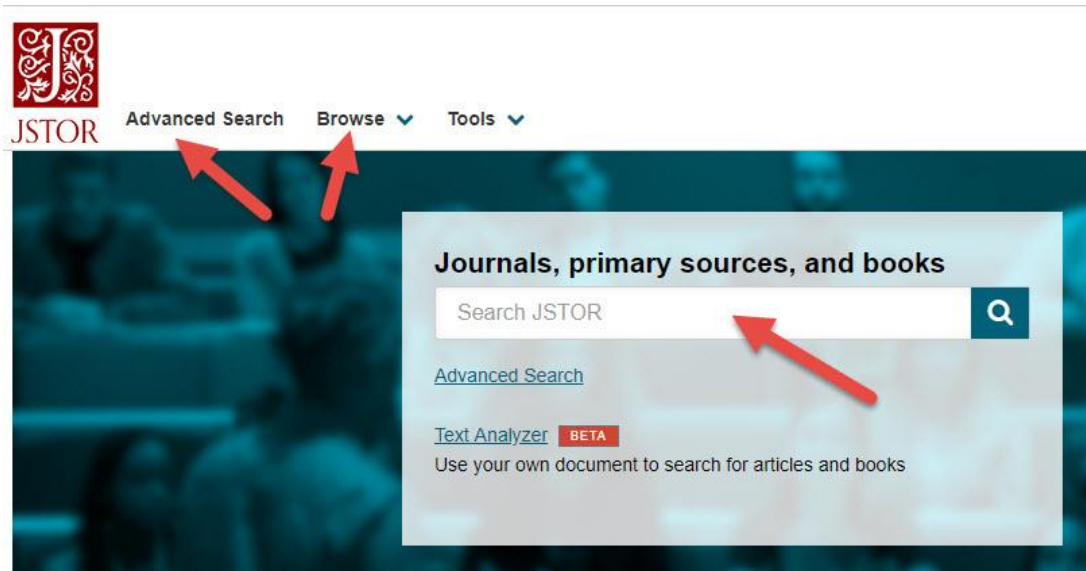 JSTOR
Advanced Search Browse Tools
Journals, primary sources, and books
Search JSTOR
Advanced Search
Text Analyzer BETA
Use your own document to search for articles and books